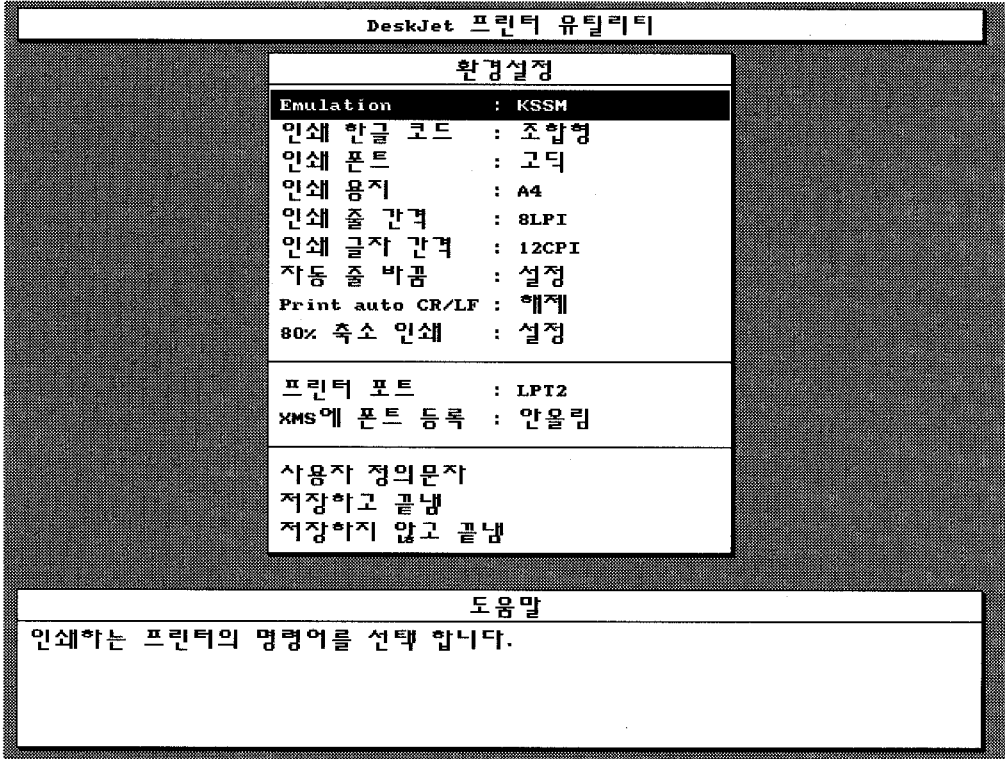 DeskJet 프린터 유틸리티
환경설정
Emulation : KSSM
인쇄 한글 코드 : 조합형
인쇄 폰트 : 고딕
인쇄 용지 : A4
인쇄 줄 간격 : 8LPI
인쇄 글자 간격 : 12CPI
자동 줄 바꿈 : 설정
Print auto CR/LF : 해제
80% 축소 인쇄 : 설정
프린터 포트 : LPT2
XMS에 폰트 등록 : 안올림
사용자 정의문자
저장하고 끝냄
저장하지 않고 끝냄
도움말
인쇄하는 프린터의 명령어를 선택 합니다.